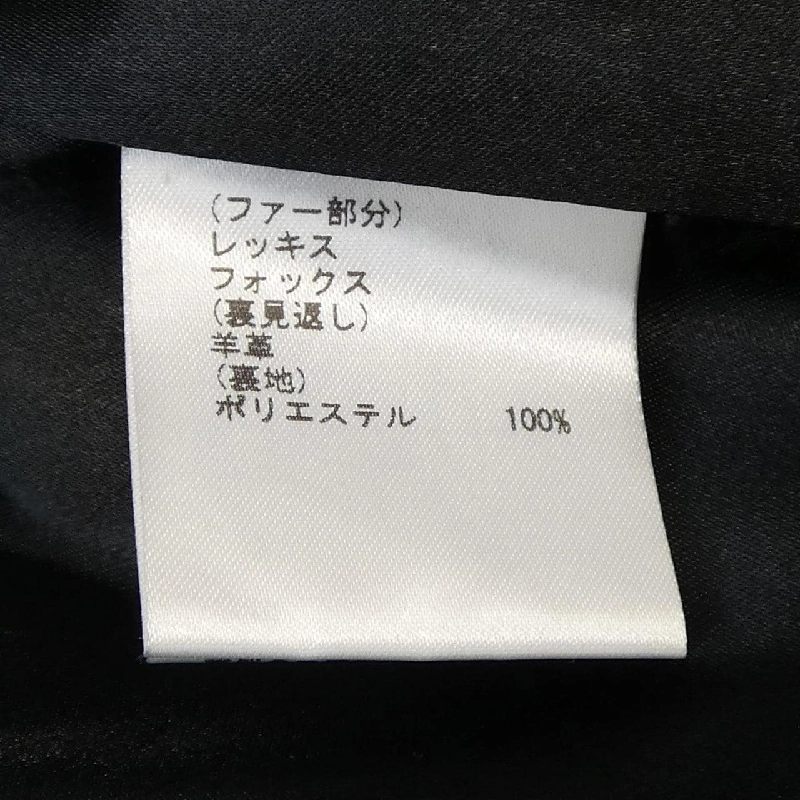 (ファー部分)
レッキス
フォックス
(裏見返し)
羊革
(裏地)
ポリエステル 100%